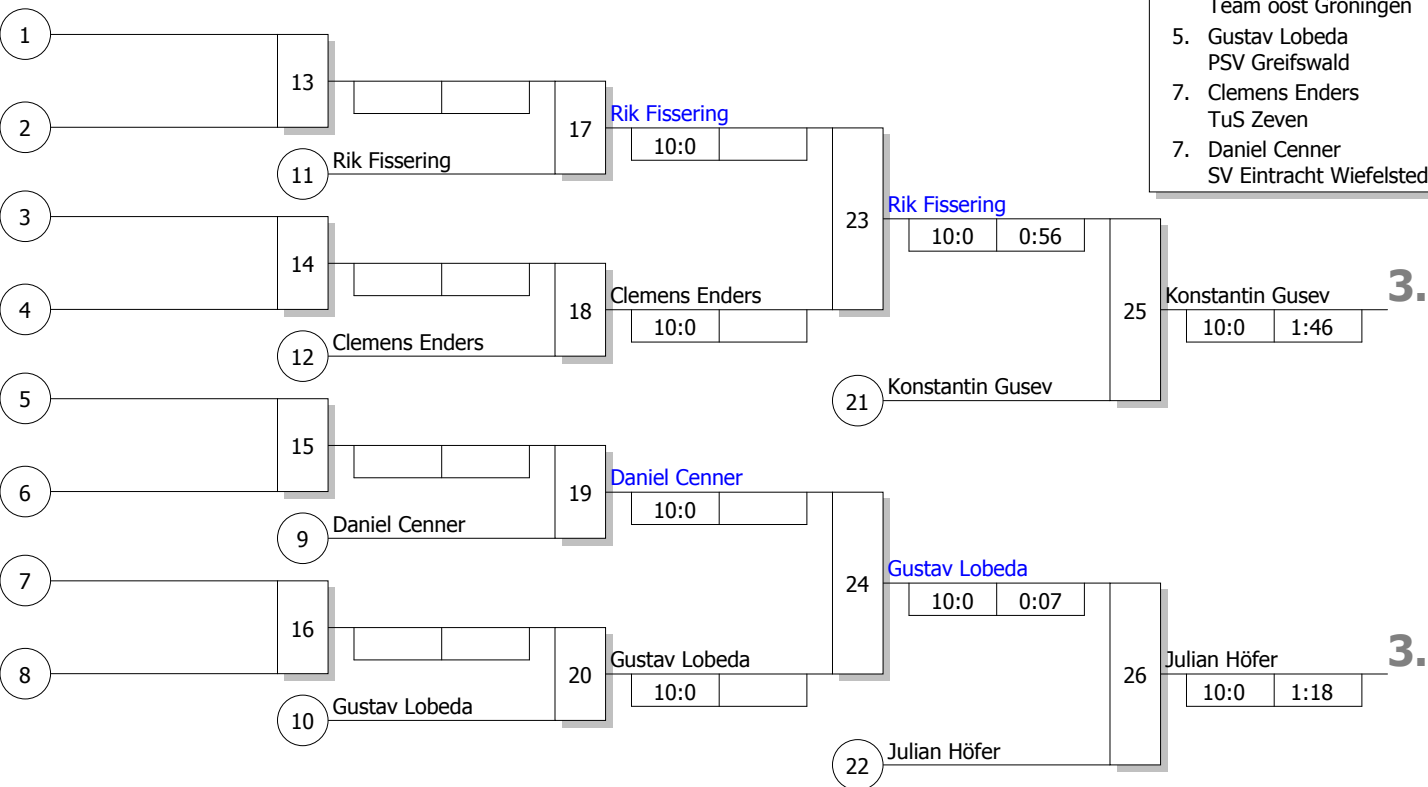 Team oost Groningen
5. Gustav Lobeda
PSV Greifswald
7. Clemens Enders
TuS Zeven
7. Daniel Cenner
SV Eintracht Wiefelsted
1
13
2
17
Rik Fissering
10:0
11
Rik Fissering
3
23
Rik Fissering
10:0 0:56
14
4
18
Clemens Enders
10:0
12
Clemens Enders
25
Konstantin Gusev
10:0 1:46
3.
21
Konstantin Gusev
5
15
6
19
Daniel Cenner
10:0
9
Daniel Cenner
7
24
Gustav Lobeda
10:0 0:07
16
8
20
Gustav Lobeda
10:0
10
Gustav Lobeda
26
Julian Höfer
10:0 1:18
3.
22
Julian Höfer